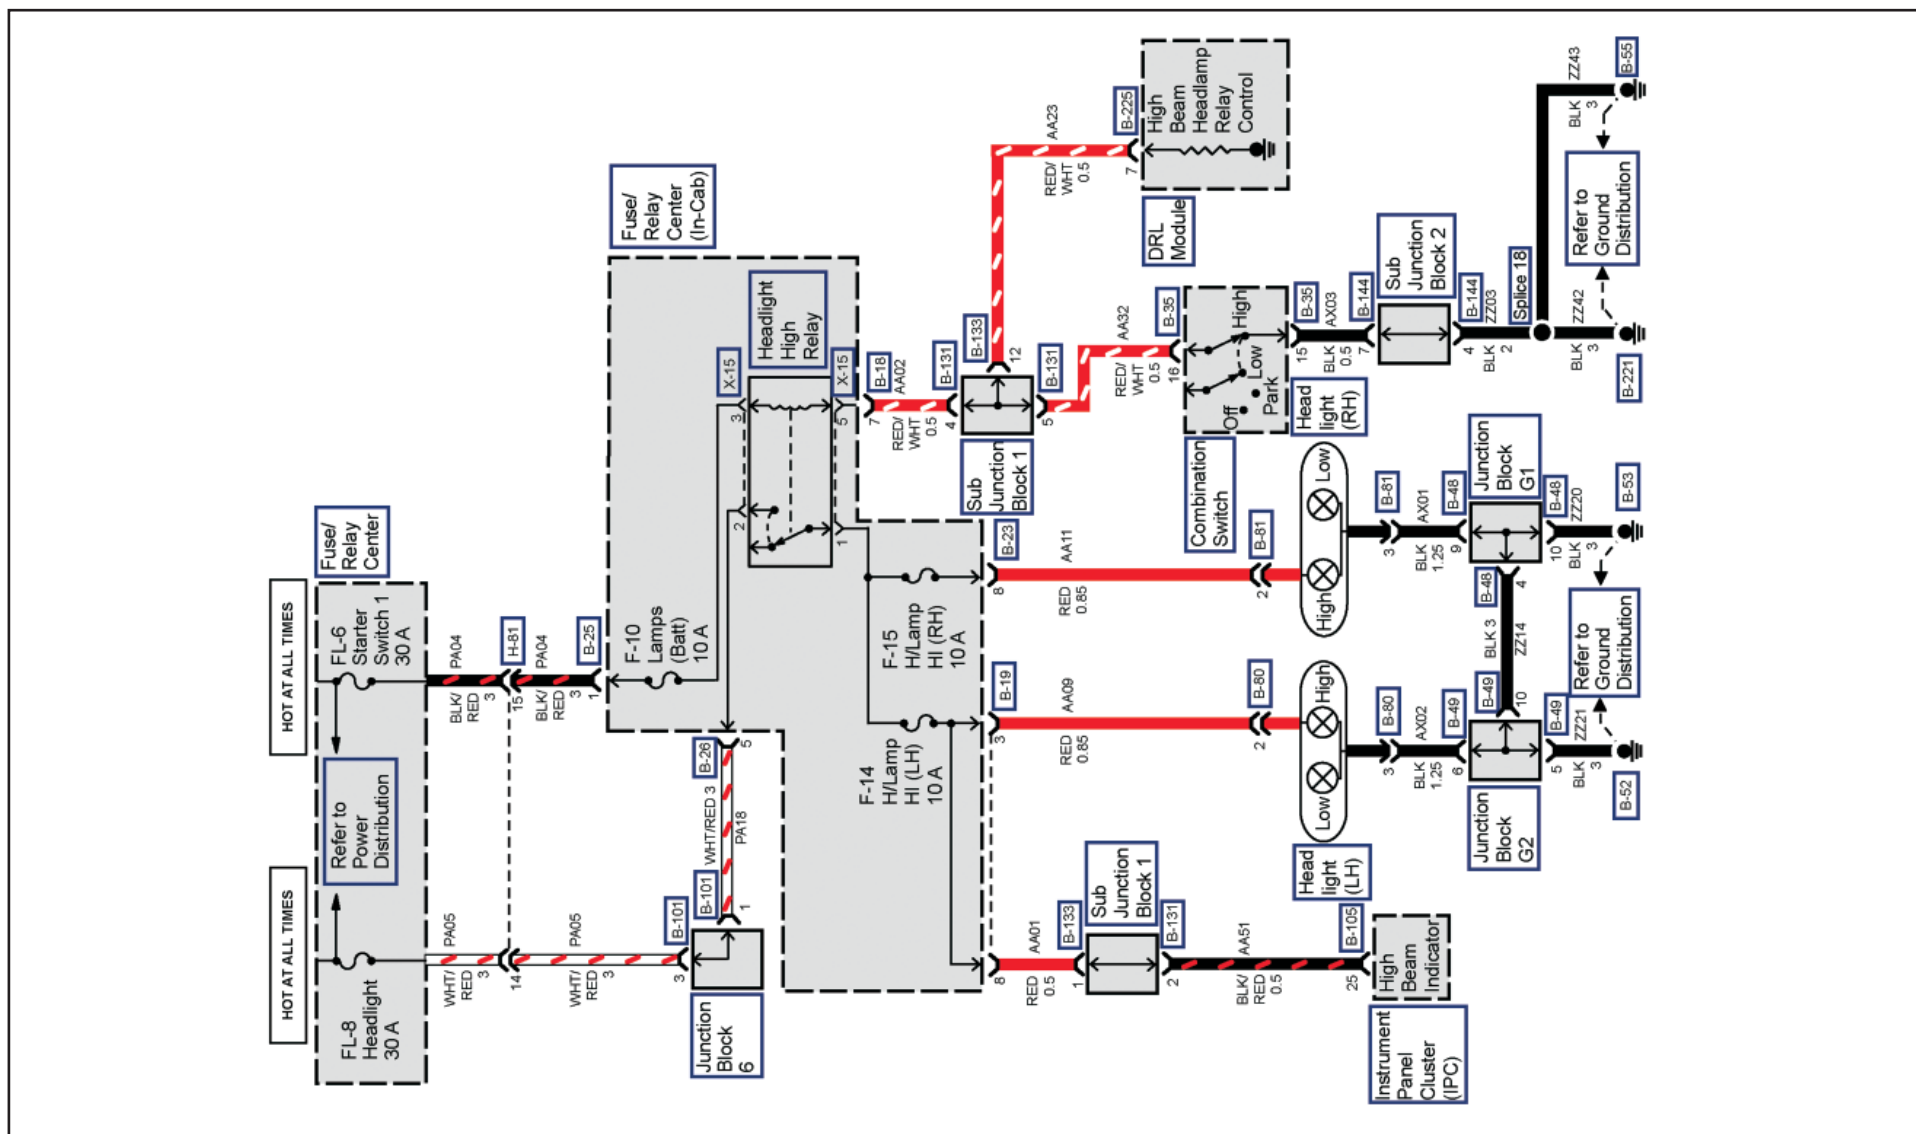 HOT AT ALL TIMES
HOT AT ALL TIMES
FL-8
Headlight
30 A
Refer to
Power
Distribution
FL-6
Starter
Switch 1
30 A
Fuse/
Relay
Center
WHT/
RED
3
PA05
14
WHT/
RED
3
PA05
BLK/
RED
3
PA04
15
H-81
BLK/
RED
3
PA04
1
B-25
3
B-101
Junction
Block
6
B-101
1
WHT/RED 3
PA18
B-26
5
Fuse/
Relay
Center
(In-Cab)
F-10
Lamps
(Batt)
10 A
X-15
3
2
Headlight
High
Relay
X-15
5
1
F-14
H/Lamp
HI (LH)
10 A
F-15
H/Lamp
HI (RH)
10 A
7
B-18
RED/
WHT
0.5
AA02
4
B-131
B-133
12
Sub
Junction
Block 1
5
B-131
RED/
WHT
0.5
AA23
7
B-225
High
Beam
Headlamp
Relay
Control
DRL
Module
RED/
WHT
0.5
AA32
16
B-35
Off
Park
Low
High
Combination
Switch
15
B-35
BLK
0.5
AX03
7
B-144
Sub
Junction
Block 2
4
B-144
BLK
2
ZZ03
Splice 18
BLK
3
ZZ42
B-221
BLK
3
ZZ43
B-55
Refer to
Ground
Distribution
8
RED
0.5
AA01
1
B-133
Sub
Junction
Block 1
2
B-131
BLK/
RED
0.5
AA51
25
B-105
High
Beam
Indicator
Instrument
Panel
Cluster
(IPC)
3
B-19
RED
0.85
AA09
2
B-80
Low
High
Head
light
(LH)
3
B-80
BLK
1.25
AX02
6
B-49
B-49
10
Junction
Block
G2
5
B-49
BLK
3
ZZ21
B-52
8
B-23
RED
0.85
AA11
2
B-81
High
Low
Head
light
(RH)
3
B-81
BLK
1.25
AX01
9
B-48
B-48
4
BLK 3
ZZ14
Junction
Block
G1
10
B-48
BLK
3
ZZ20
B-53
Refer to
Ground
Distribution